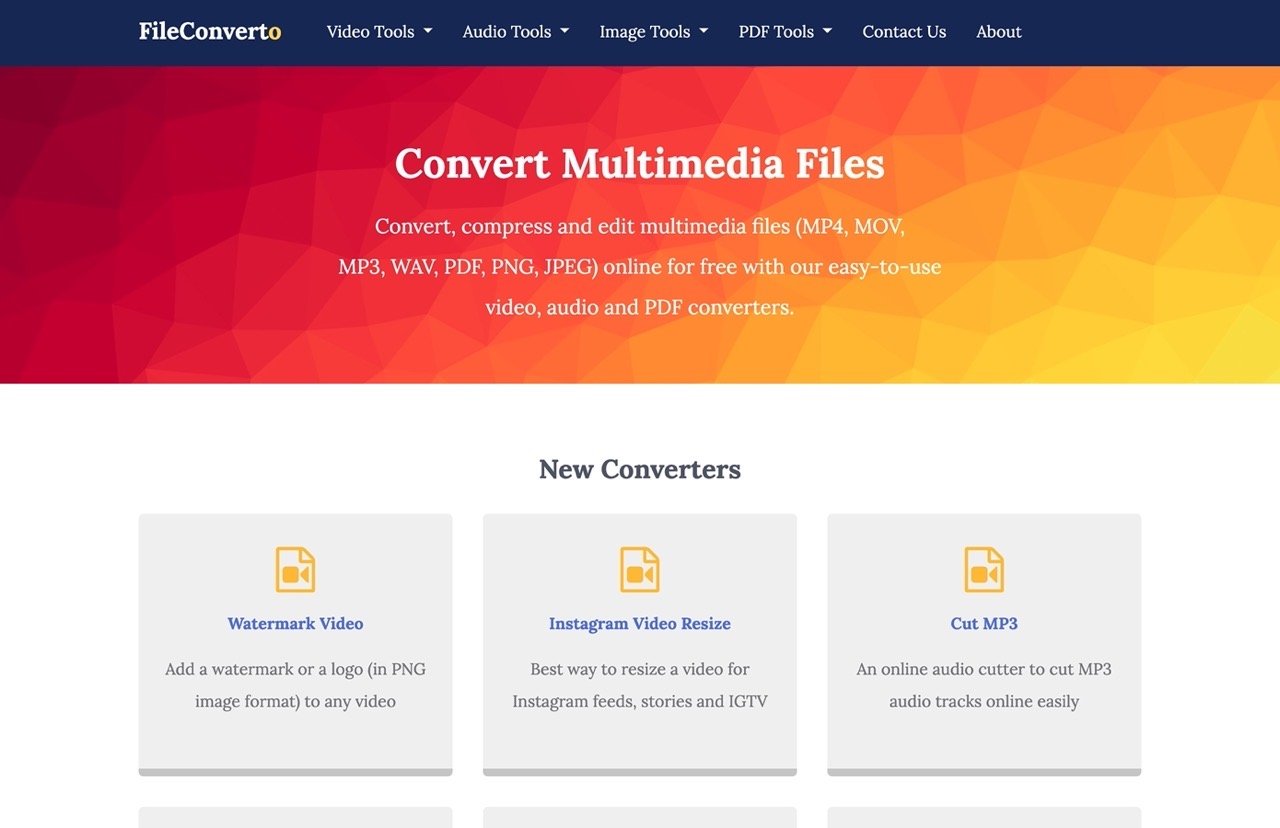 FileConverto Video Tools Audio Tools Image Tools PDF Tools Contact Us About
Convert Multimedia Files
Convert, compress and edit multimedia files (MP4, MOV,
MP3, WAV, PDF, PNG, JPEG) online for free with our easy-to-use
video, audio and PDF converters.
New Converters
Watermark Video
Add a watermark or a logo (in PNG
image format) to any video
Instagram Video Resize
Best way to resize a video for
Instagram feeds, stories and IGTV
Cut MP3
An online audio cutter to cut MP3
audio tracks online easily